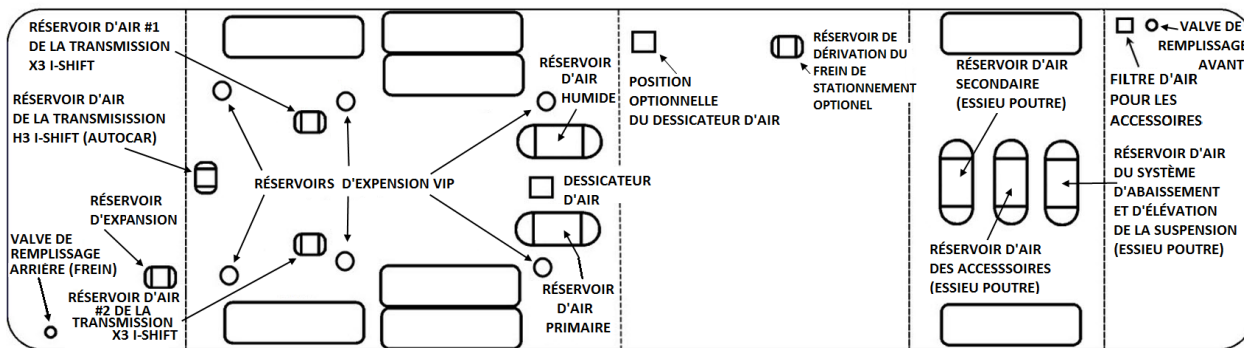 RÉSERVOIR D'AIR #1
DE LA TRANSMISSION
X3 I-SHIFT
RÉSERVOIR D'AIR
DE LA TRANSMISISSION
H3 I-SHIFT (AUTOCAR)
RÉSERVOIR
D'EXPANSION
VALVE DE
REMPLISSAGE
ARRIÈRE (FREIN)
RÉSERVOIR D'AIR
#2 DE LA
TRANSMISSION
X3 I-SHIFT
RÉSERVOIRS D'EXPENSION VIP
RÉSERVOIR
D'AIR
HUMIDE
DESSICATEUR
D'AIR
RÉSERVOIR
D'AIR
PRIMAIRE
POSITION
OPTIONNELLE
DU DESSICATEUR D'AIR
RÉSERVOIR DE
DÉRIVATION DU
FREIN DE
STATIONNEMENT
OPTIONEL
RÉSERVOIR D'AIR
SECONDAIRE
(ESSIEU POUTRE)
RÉSERVOIR D'AIR
DES ACCESSSOIRES
(ESSIEU POUTRE)
VALVE DE
REMPLISSAGE
AVANT
FILTRE D'AIR
POUR LES
ACCESSOIRES
RÉSERVOIR D'AIR
DU SYSTÈME
D'ABAISSEMENT
ET D'ÉLÉVATION
DE LA SUSPENSION
(ESSIEU POUTRE)